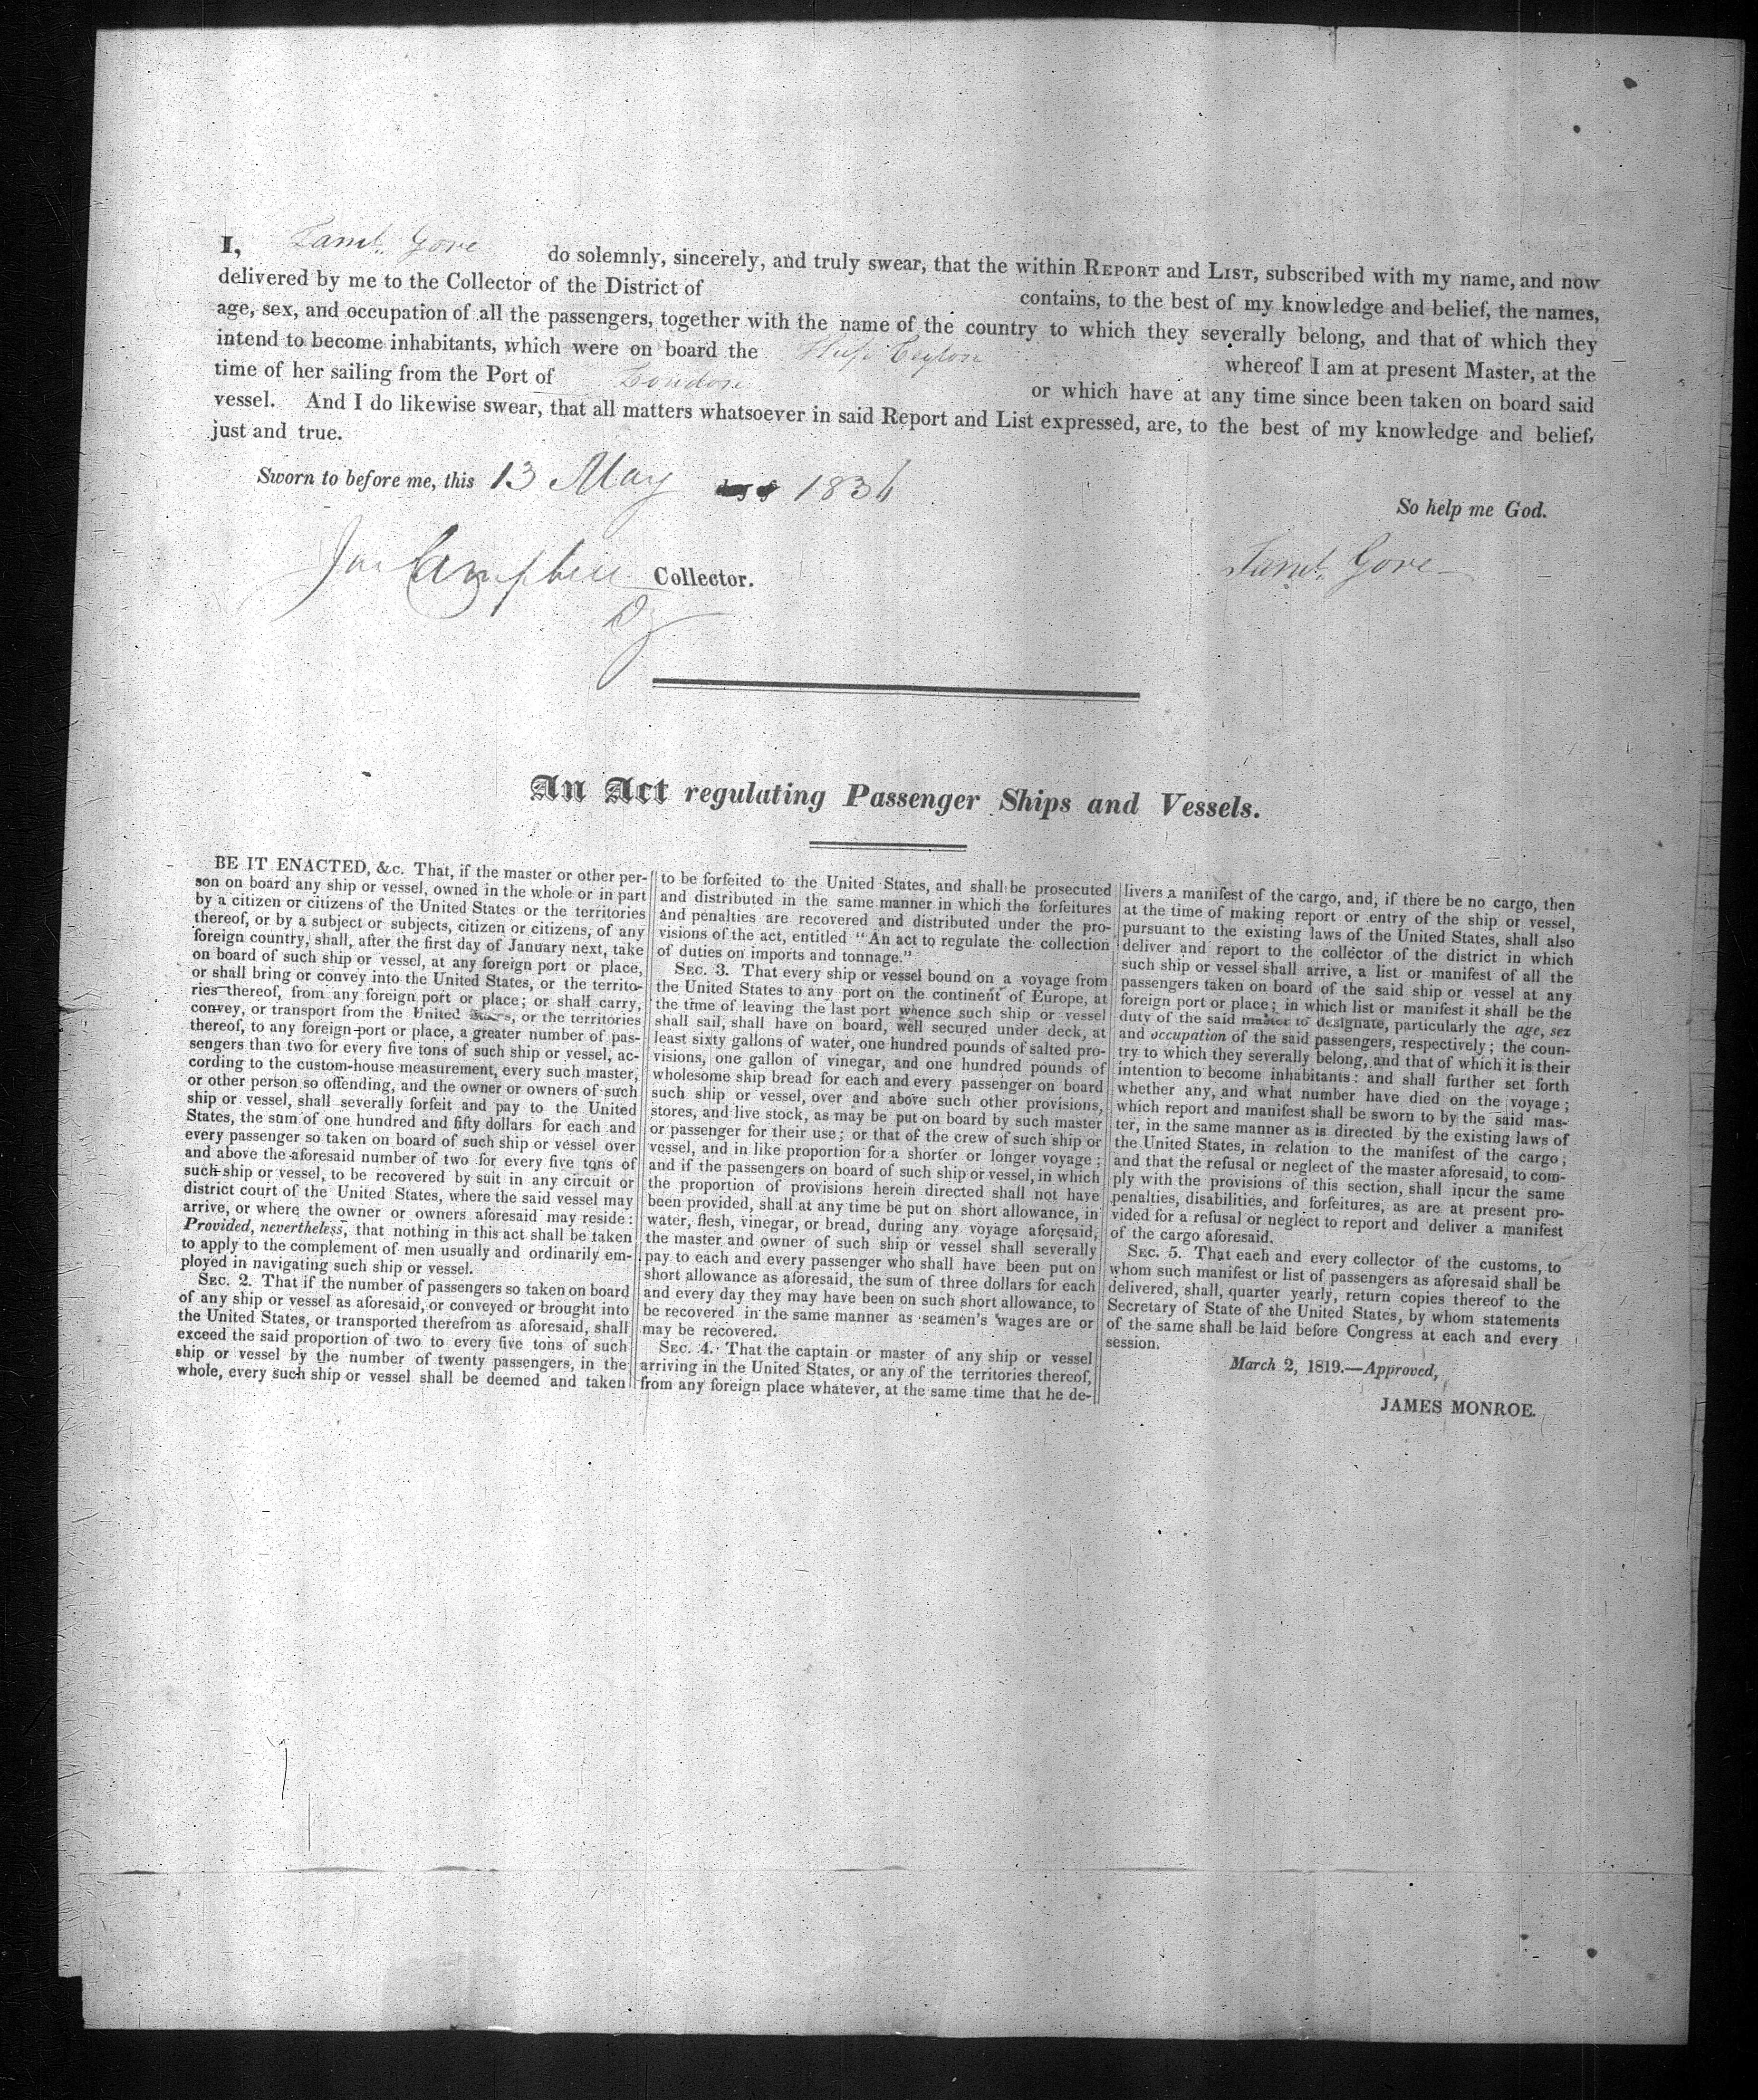 I, Saml. Gore do solemnly, sincerely, and truly swear, that the within REPORT and LIST, subscribed with my name, and now
delivered by me to the Collector of the District of contains, to the best of my knowledge and belief, the names,
age, sex, and occupation of all the passengers, together with the name of the country to which they severally belong, and that of which they
intend to become inhabitants, which were on board the Ship Ceylon whereof I am at present Master, at the
time of her sailing from the Port of London or which have at any time since been taken on board said
vessel. And I do likewise swear, that all matters whatsoever in said Report and List expressed, are, to the best of my knowledge and belief,
just and true.
Sworn to before me, this 13 May 1836
So help me God.
Campbell Collector.
Saml. Gore
Dy
An Act regulating Passenger Ships and Vessels.
BE IT ENACTED, &c. That, if the master or other per-
son on board any ship or vessel, owned in the whole or in part
by a citizen or citizens of the United States or the territories
thereof, or by a subject or subjects, citizen or citizens, of any
foreign country, shall, after the first day of January next, take
on board of such ship or vessel, at any foreign port or place,
or shall bring or convey into the United States, or the territo-
ries thereof, from any foreign port or place; or shall carry,
convey, or transport from the United States, or the territories
thereof, to any foreign port or place, a greater number of pas-
sengers than two for every five tons of such ship or vessel, ac-
cording to the custom-house measurement, every such master,
or other person so offending, and the owner or owners of such
ship or vessel, shall severally forfeit and pay to the United
States, the sum of one hundred and fifty dollars for each and
every passenger so taken on board of such ship or vessel over
and above the aforesaid number of two for every five tons of
such ship or vessel, to be recovered by suit in any circuit or
district court of the United States, where the said vessel may
arrive, or where the owner or owners aforesaid may reside:
Provided, nevertheless, that nothing in this act shall be taken
to apply to the complement of men usually and ordinarily em-
ployed in navigating such ship or vessel.
SEC. 2. That if the number of passengers so taken on board
of any ship or vessel as aforesaid, or conveyed or brought into
the United States, or transported therefrom as aforesaid, shall
exceed the said proportion of two to every five tons of such
ship or vessel by the number of twenty passengers, in the
whole, every such ship or vessel shall be deemed and taken
to be forfeited to the United States, and shall be prosecuted
and distributed in the same manner in which the forfeitures
and penalties are recovered and distributed under the pro-
visions of the act, entitled "An act to regulate the collection
of duties on imports and tonnage."
SEC. 3. That every ship or vessel bound on a voyage from
the United States to any port on the continent of Europe, at
the time of leaving the last port whence such ship or vessel
shall sail, shall have on board, well secured under deck, at
least sixty gallons of water, one hundred pounds of salted pro-
visions, one gallon of vinegar, and one hundred pounds of
wholesome ship bread for each and every passenger on board
such ship or vessel, over and above such other provisions,
stores, and live stock, as may be put on board by such master
or passenger for their use; or that of the crew of such ship or
vessel, and in like proportion for a shorter or longer voyage;
and if the passengers on board of such ship or vessel, in which
the proportion of provisions herein directed shall not have
been provided, shall at any time be put on short allowance, in
water, flesh, vinegar, or bread, during any voyage aforesaid,
the master and owner of such ship or vessel shall severally
pay to each and every passenger who shall have been put on
short allowance as aforesaid, the sum of three dollars for each
and every day they may have been on such short allowance, to
be recovered in the same manner as seamen's wages are or
may be recovered.
SEC. 4. That the captain or master of any ship or vessel
arriving in the United States, or any of the territories thereof,
from any foreign place whatever, at the same time that he de-
livers a manifest of the cargo, and, if there be no cargo, then
at the time of making report or entry of the ship or vessel,
pursuant to the existing laws of the United States, shall also
deliver and report to the collector of the district in which
such ship or vessel shall arrive, a list or manifest of all the
passengers taken on board of the said ship or vessel at any
foreign port or place; in which list or manifest it shall be the
duty of the said master to designate, particularly the age, sex
and occupation of the said passengers, respectively; the coun-
try to which they severally belong, and that of which it is their
intention to become inhabitants: and shall further set forth
whether any, and what number have died on the voyage;
which report and manifest shall be sworn to by the said mas-
ter, in the same manner as is directed by the existing laws of
the United States, in relation to the manifest of the cargo;
and that the refusal or neglect of the master aforesaid, to com-
ply with the provisions of this section, shall incur the same
penalties, disabilities, and forfeitures, as are at present pro-
vided for a refusal or neglect to report and deliver a manifest
of the cargo aforesaid.
SEC. 5. That each and every collector of the customs, to
whom such manifest or list of passengers as aforesaid shall be
delivered, shall, quarter yearly, return copies thereof to the
Secretary of State of the United States, by whom statements
of the same shall be laid before Congress at each and every
session.
March 2, 1819.—Approved,
JAMES MONROE.